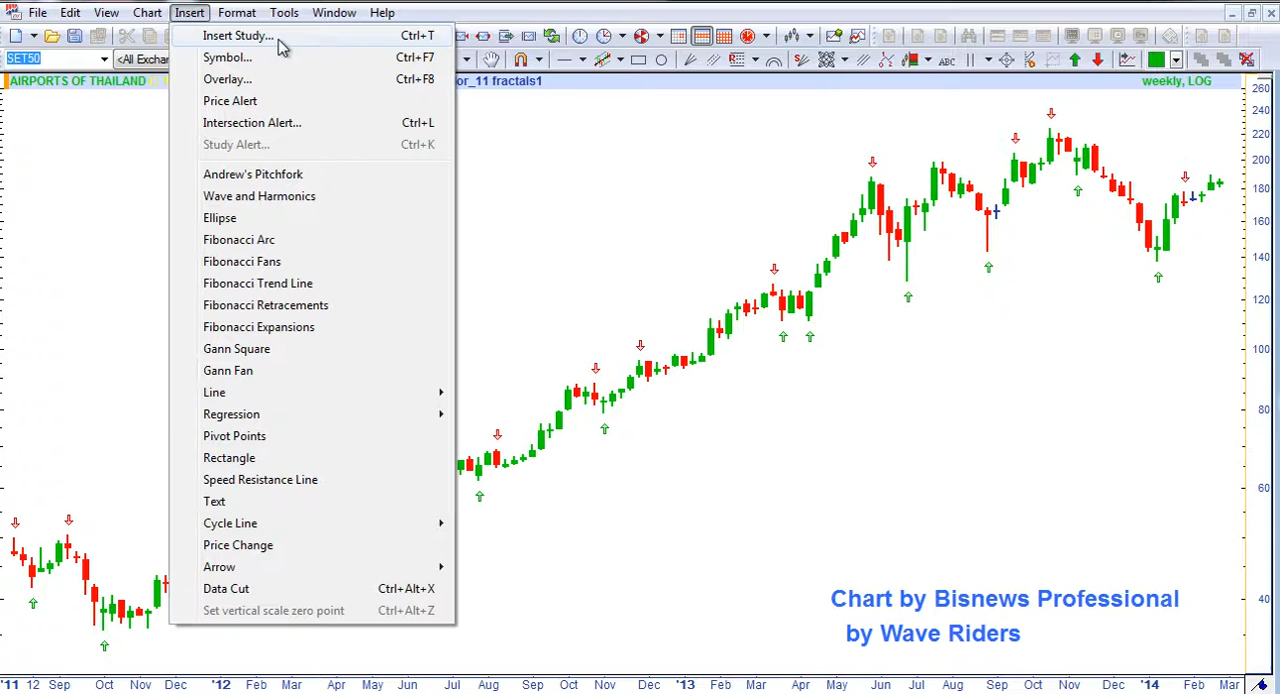 File Edit View Chart Insert Format Tools Window Help
SET50 <All Exchar
ABC
AIRPORTS OF THAILAND
or_11 fractals1
weekly, LOG
Insert Study... Ctrl+T
Symbol... Ctrl+F7
Overlay... Ctrl+F8
Price Alert
Intersection Alert... Ctrl+L
Study Alert... Ctrl+K
Andrew's Pitchfork
Wave and Harmonics
Ellipse
Fibonacci Arc
Fibonacci Fans
Fibonacci Trend Line
Fibonacci Retracements
Fibonacci Expansions
Gann Square
Gann Fan
Line
Regression
Pivot Points
Rectangle
Speed Resistance Line
Text
Cycle Line
Price Change
Arrow
Data Cut Ctrl+Alt+X
Set vertical scale zero point Ctrl+Alt+Z
260
240
220
200
180
160
140
120
100
80
60
40
Chart by Bisnews Professional
by Wave Riders
'11 12 Sep Oct Nov Dec '12 Feb Mar Apr May Jun Jul Aug Sep Oct Nov Dec '13 Feb Mar Apr May Jun Jul Aug Sep Oct Nov Dec '14 Feb Mar